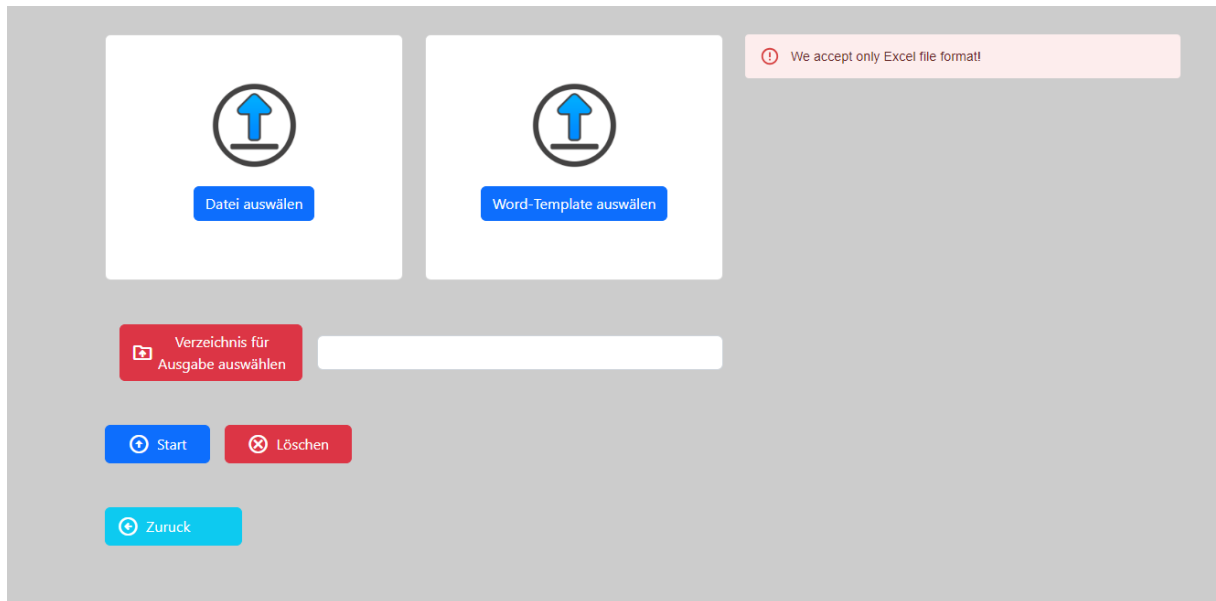 Datei auswälen
Word-Template auswälen
We accept only Excel file format!
Verzeichnis für
Ausgabe auswählen
Start
Löschen
Zuruck